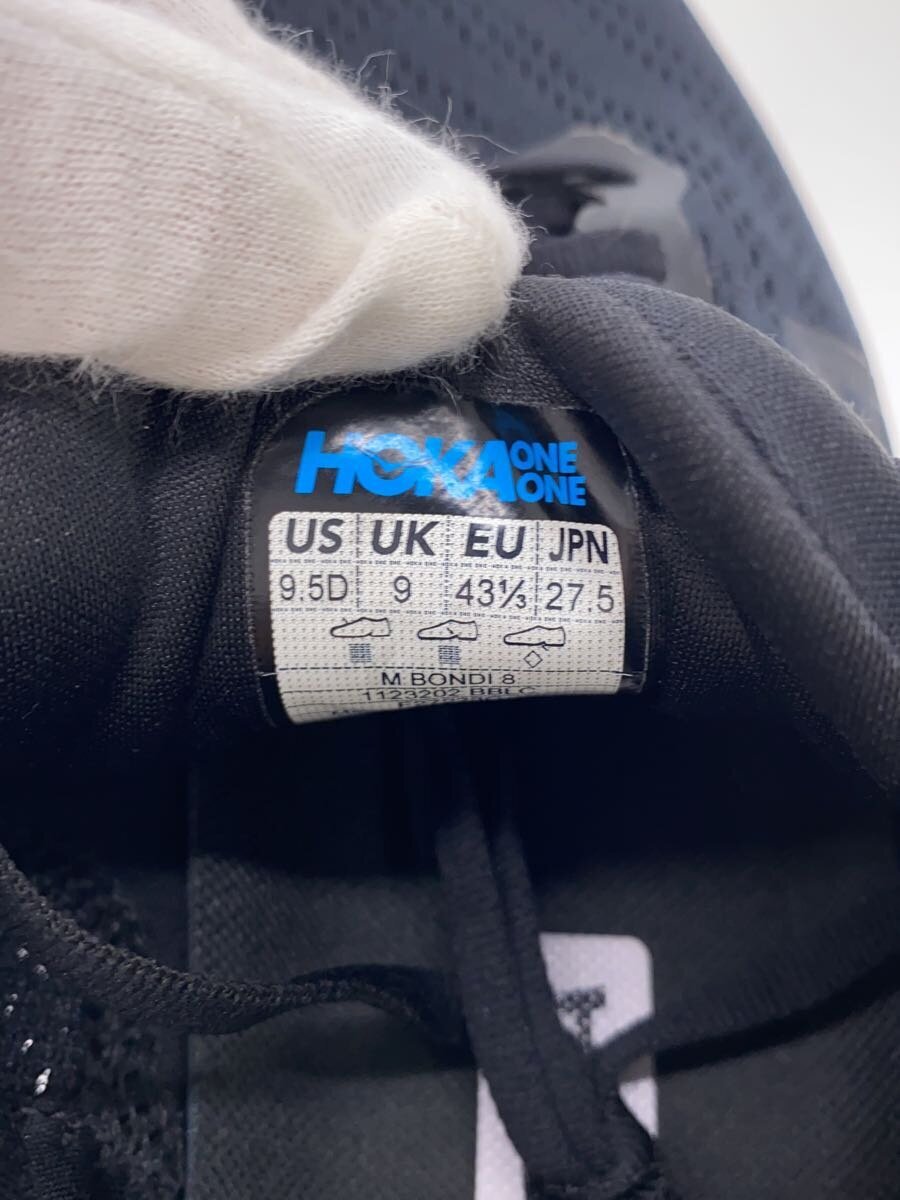 HOKA ONE ONE
US UK EU JPN
9.5D 9 43⅓ 27.5
M BONDI 8
1123202 BBLC